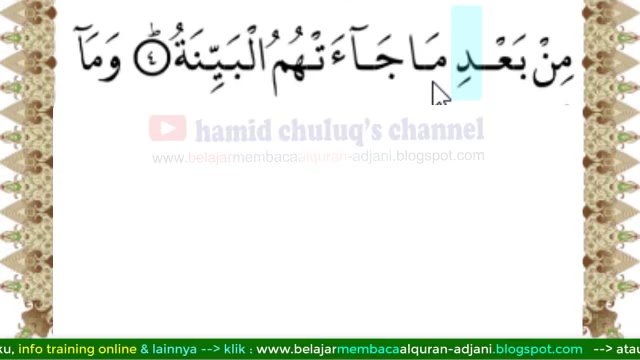 مِنْۢ بَعْدِ مَا جَآءَتْهُمُ الْبَيِّنَةُ ۗ ﴿٤﴾ وَمَآ
hamid chuluq's channel
www.belajarmembacaalquran-adjani.blogspot.com
ku, info training online & lainnya --> klik : www.belajarmembacaalquran-adjani.blogspot.com --> atau